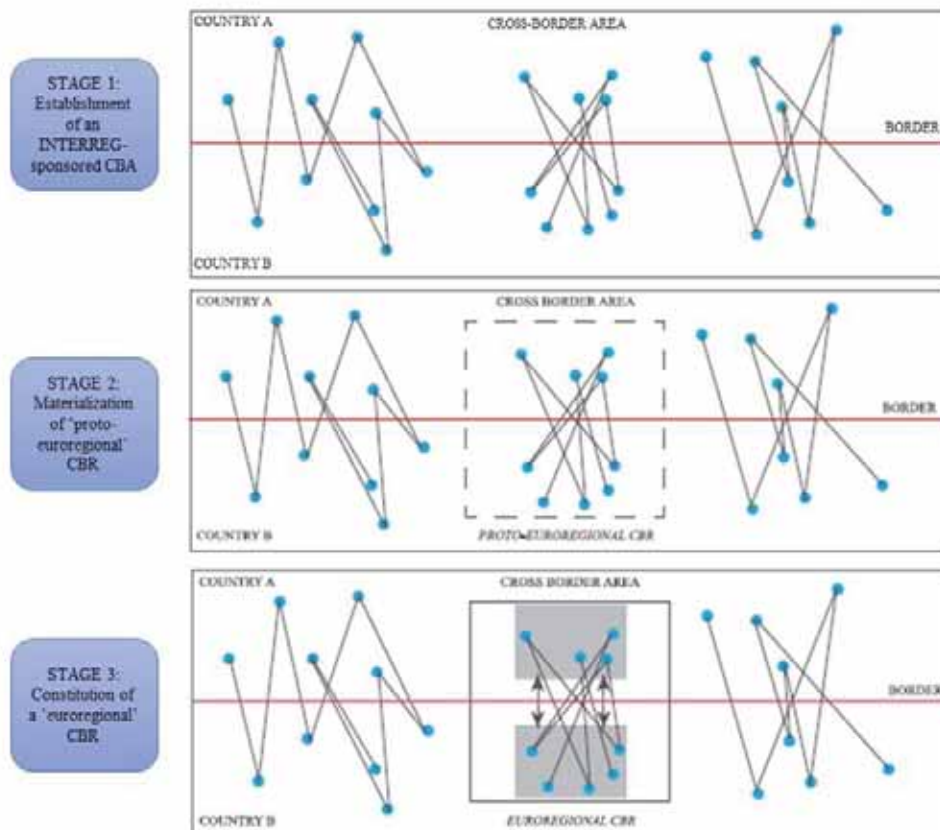 COUNTRY A
CROSS-BORDER AREA
STAGE 1:
Establishment
of an
INTERREG-
sponsored CBA
BORDER
COUNTRY B
COUNTRY A
CROSS BORDER AREA
STAGE 2:
Materialization
of ‘proto-
euroregional’
CBR
BORDER
COUNTRY B
PROTO-EUROREGIONAL CBR
COUNTRY A
CROSS BORDER AREA
STAGE 3:
Constitution of
a ‘euroregional’
CBR
BORDER
COUNTRY B
EUROREGIONAL CBR